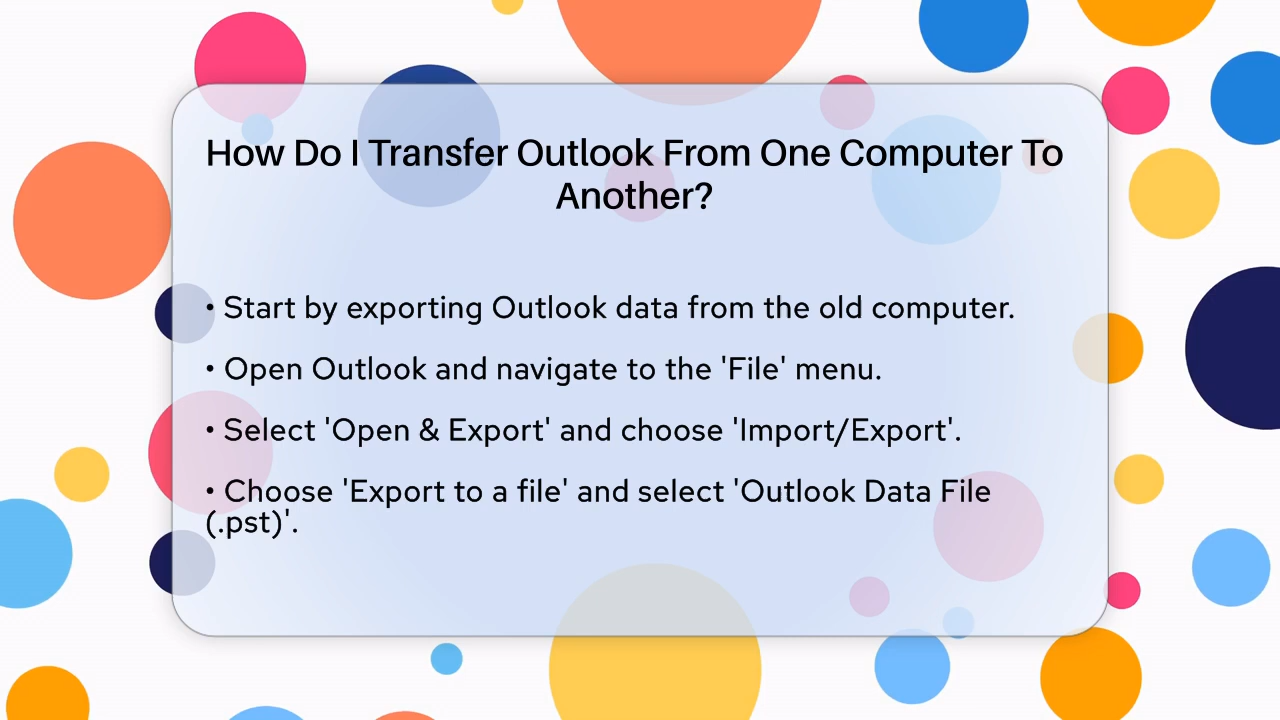 How Do I Transfer Outlook From One Computer To
Another?
• Start by exporting Outlook data from the old computer.
• Open Outlook and navigate to the 'File' menu.
• Select 'Open & Export' and choose 'Import/Export'.
• Choose 'Export to a file' and select 'Outlook Data File
(.pst)'.